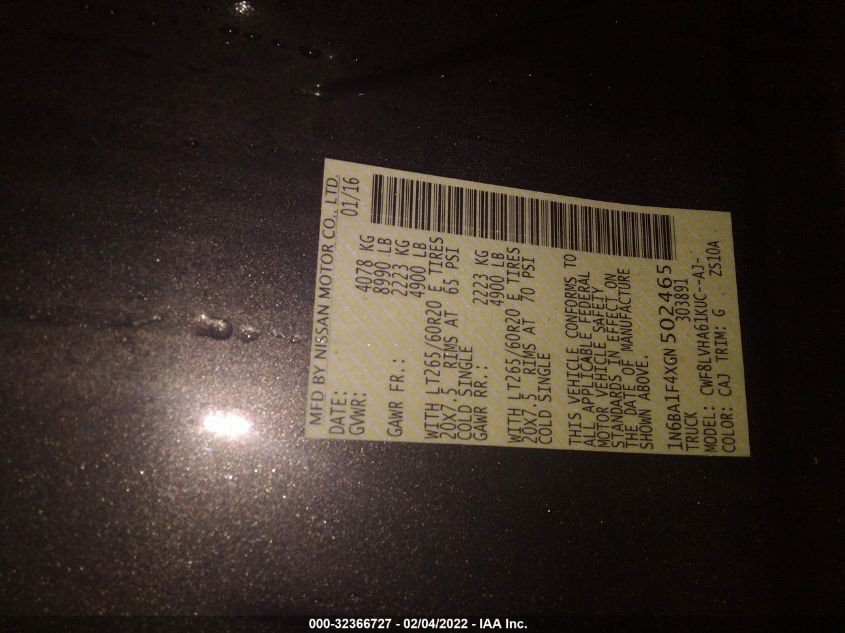 MFD BY NISSAN MOTOR CO., LTD.
DATE: 01/16
GVWR: 4078 KG
8990 LB
GAWR FR.: 2223 KG
4900 LB
WITH LT265/60R20 E TIRES
20X7.5 RIMS AT 65 PSI
COLD SINGLE
GAWR RR.: 2223 KG
4900 LB
WITH LT265/60R20 E TIRES
20X7.5 RIMS AT 70 PSI
COLD SINGLE
THIS VEHICLE CONFORMS TO
ALL APPLICABLE FEDERAL
MOTOR VEHICLE SAFETY
STANDARDS IN EFFECT ON
THE DATE OF MANUFACTURE
SHOWN ABOVE.
1N6BA1F4XGN502465
TRUCK 303891
MODEL: CWF8LVHA61KUC--AJ-
COLOR: CAJ TRIM: G ZS10A
000-32366727 - 02/04/2022 - IAA Inc.